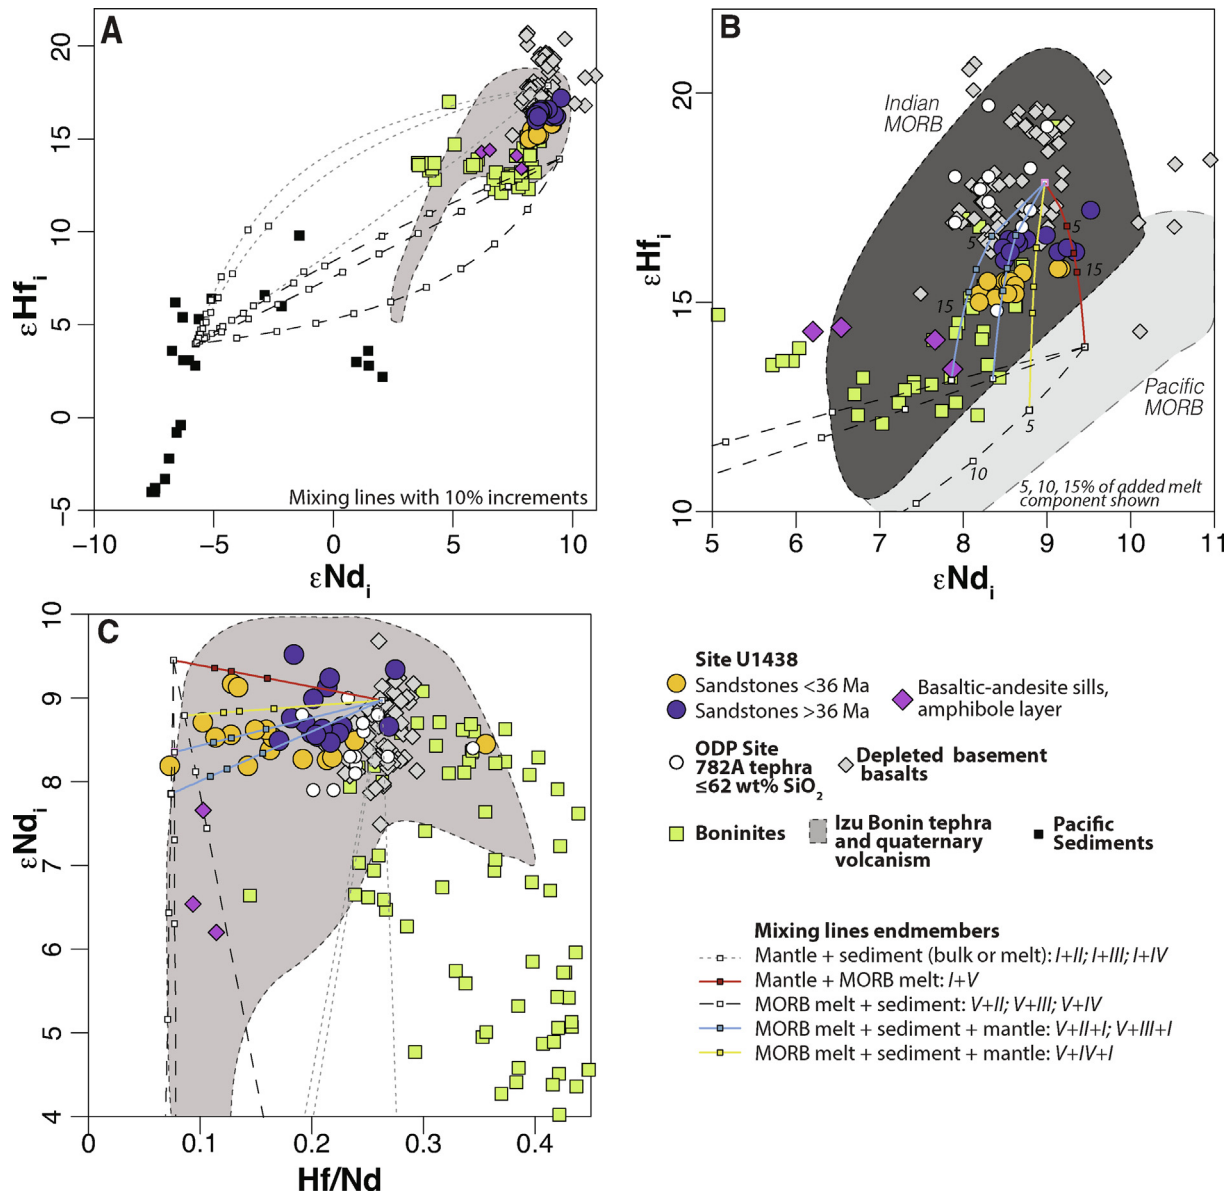 A
20
15
10
5
0
−5
εHf i
−10
−5
0
5
10
εNd i
Mixing lines with 10% increments
B
20
15
10
εHf i
Indian
MORB
Pacific
MORB
5
5
15
15
5
10
5, 10, 15% of added melt
component shown
5
6
7
8
9
10
11
εNd i
C
10
9
8
7
6
5
4
εNd i
0
0.1
0.2
0.3
0.4
Hf/Nd
Site U1438
Sandstones <36 Ma
Sandstones >36 Ma
Basaltic-andesite sills,
amphibole layer
ODP Site
782A tephra
≤62 wt% SiO2
Depleted basement
basalts
Boninites
Izu Bonin tephra
and quaternary
volcanism
Pacific
Sediments
Mixing lines endmembers
Mantle + sediment (bulk or melt): I+II; I+III; I+IV
Mantle + MORB melt: I+V
MORB melt + sediment: V+II; V+III; V+IV
MORB melt + sediment + mantle: V+II+I; V+III+I
MORB melt + sediment + mantle: V+IV+I